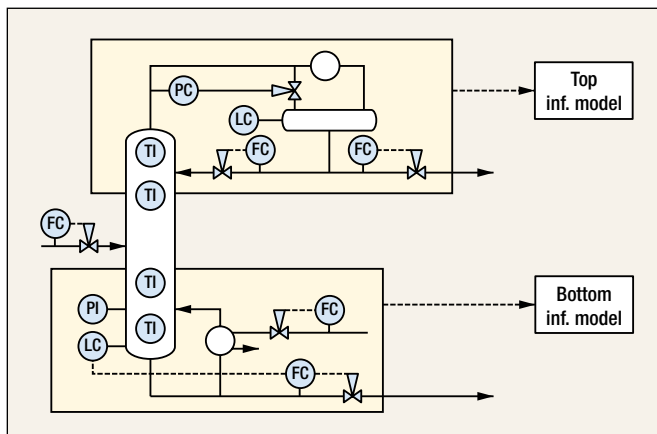 PC
Top
inf. model
LC
TI
FC
FC
TI
FC
TI
Bottom
inf. model
PI
FC
TI
LC
FC